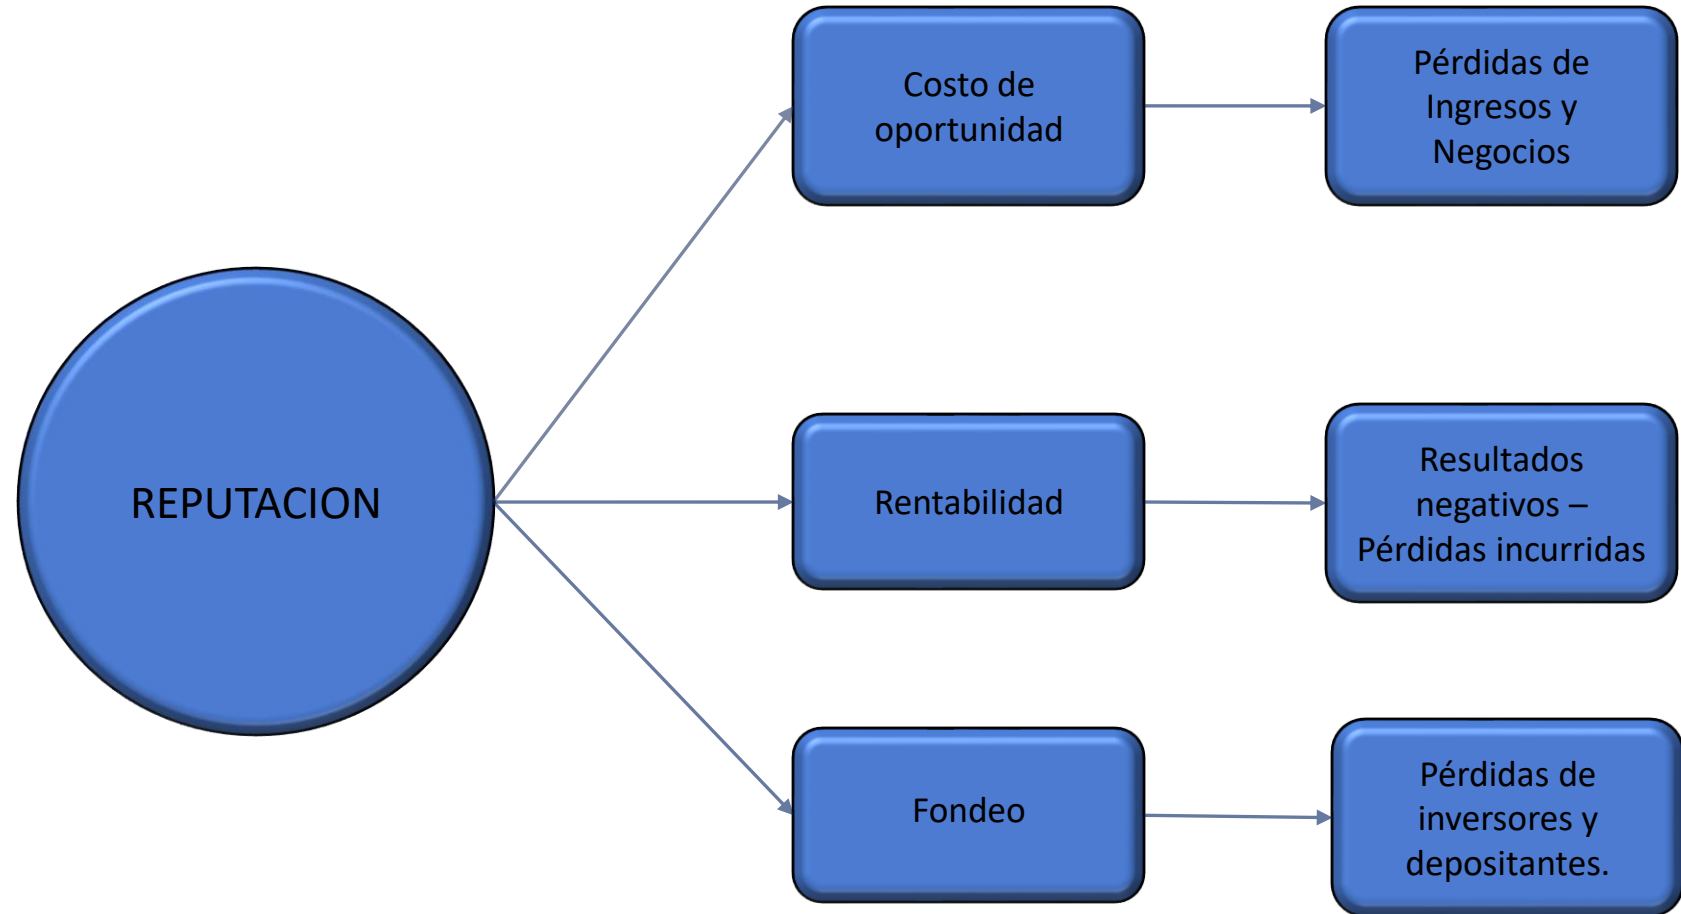 REPUTACION
Costo de
oportunidad
Pérdidas de
Ingresos y
Negocios
Rentabilidad
Resultados
negativos –
Pérdidas incurridas
Fondeo
Pérdidas de
inversores y
depositantes.